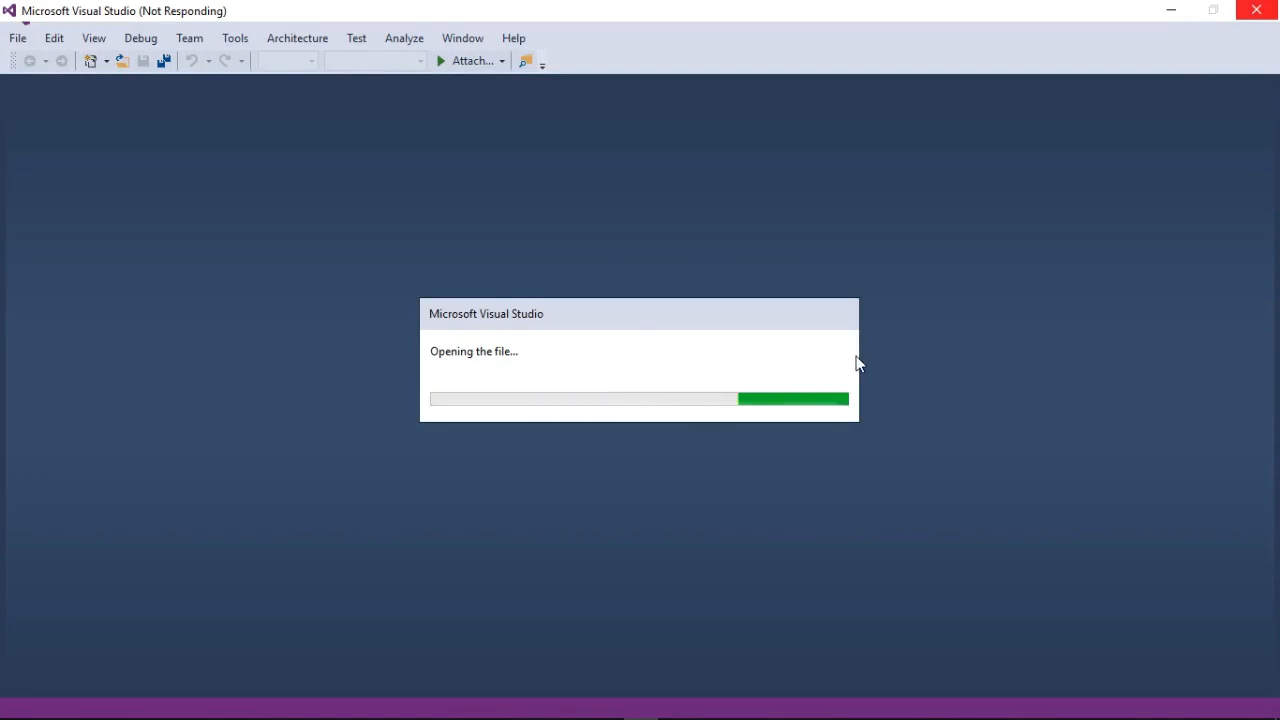 Microsoft Visual Studio (Not Responding)
File Edit View Debug Team Tools Architecture Test Analyze Window Help
Attach...
Microsoft Visual Studio
Opening the file...